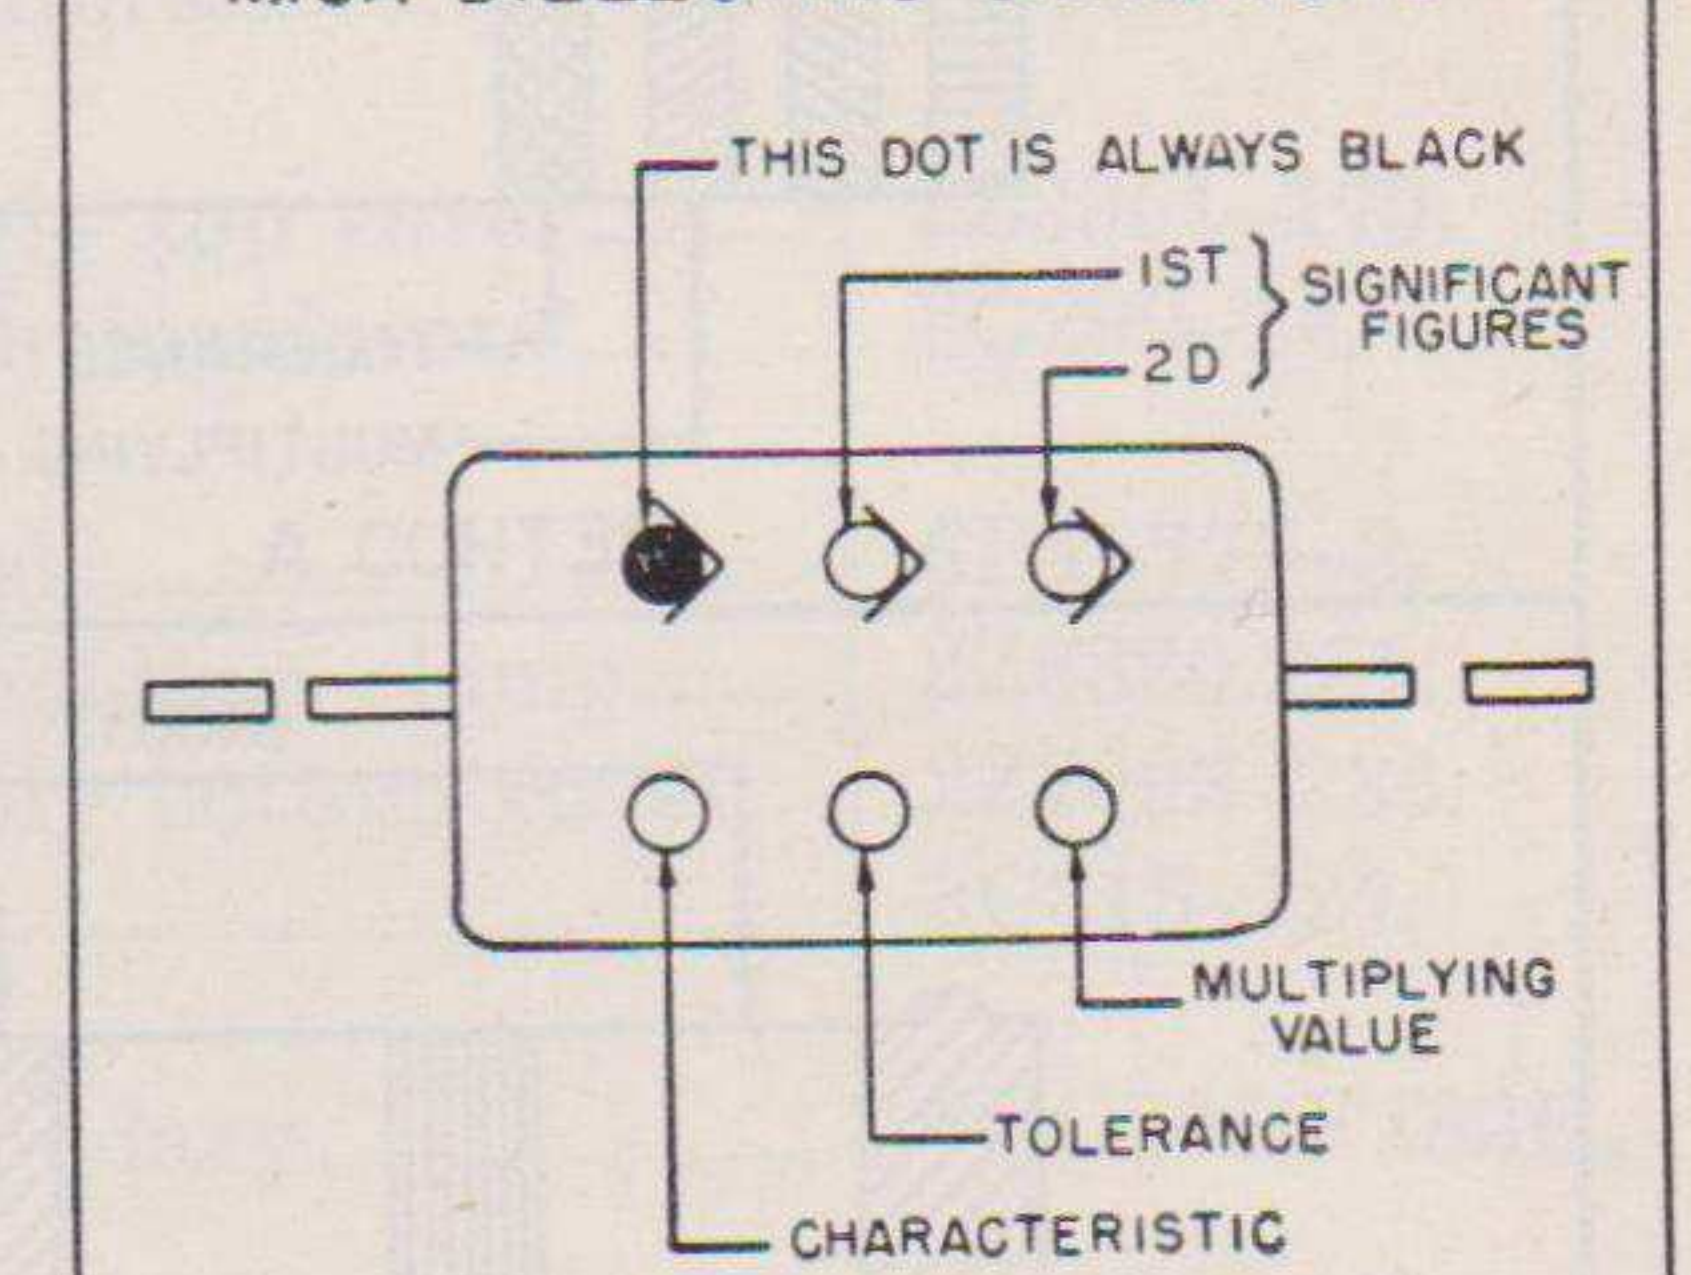 THIS DOT IS ALWAYS BLACK
1ST
SIGNIFICANT
FIGURES
2D
MULTIPLYING
VALUE
TOLERANCE
CHARACTERISTIC